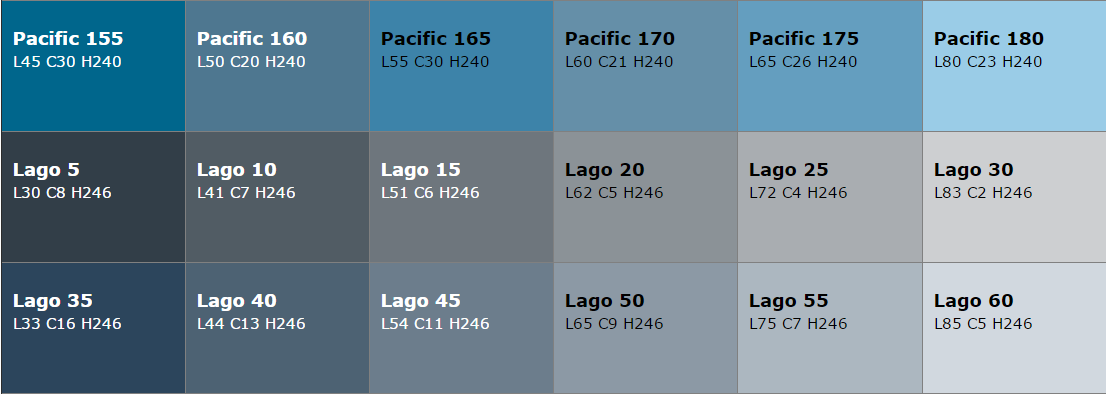 Pacific 155
L45 C30 H240
Pacific 160
L50 C20 H240
Pacific 165
L55 C30 H240
Pacific 170
L60 C21 H240
Pacific 175
L65 C26 H240
Pacific 180
L80 C23 H240
Lago 5
L30 C8 H246
Lago 10
L41 C7 H246
Lago 15
L51 C6 H246
Lago 20
L62 C5 H246
Lago 25
L72 C4 H246
Lago 30
L83 C2 H246
Lago 35
L33 C16 H246
Lago 40
L44 C13 H246
Lago 45
L54 C11 H246
Lago 50
L65 C9 H246
Lago 55
L75 C7 H246
Lago 60
L85 C5 H246